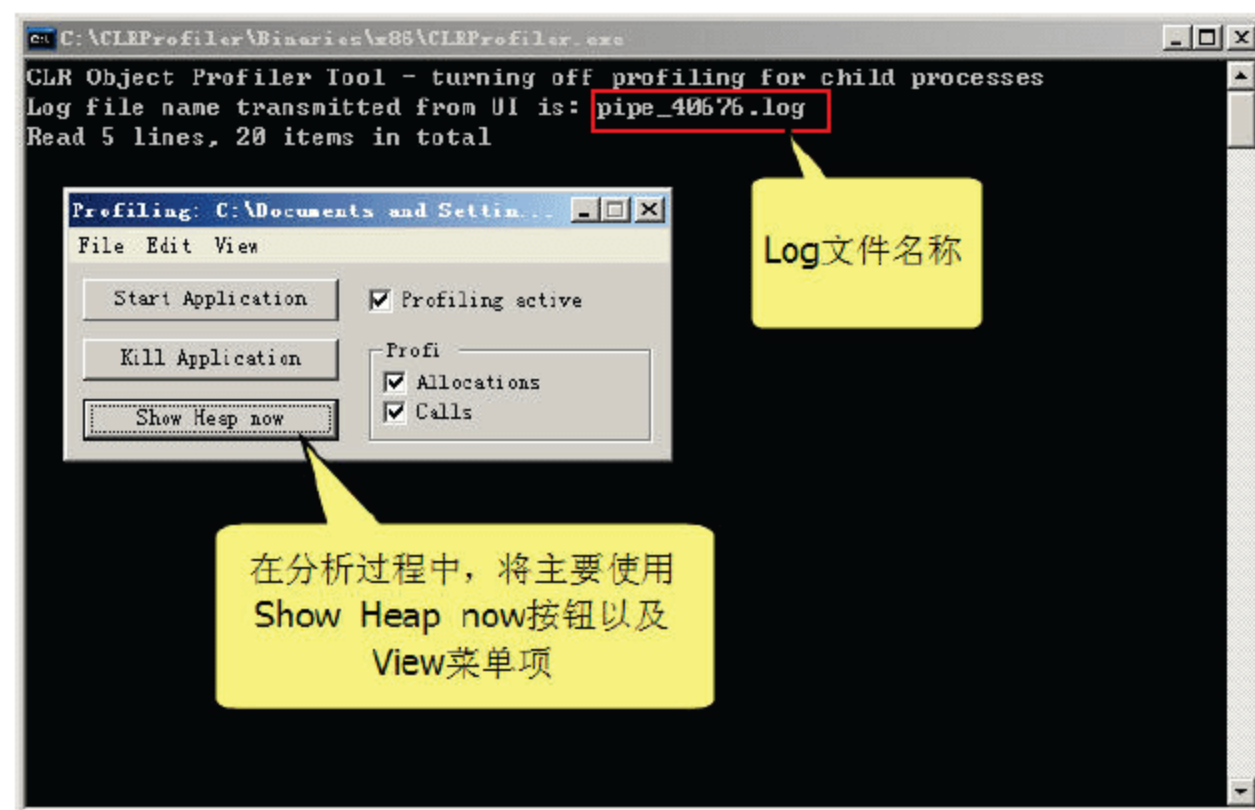 C:\CLRProfiler\Binaries\x86\CLRProfiler.exe
CLR Object Profiler Tool - turning off profiling for child processes
Log file name transmitted from UI is: pipe_40676.log
Read 5 lines, 20 items in total
Profiling: C:\Documents and Settin...
File Edit View
Start Application
Profiling active
Kill Application
Profi
Allocations
Show Heap now
Calls
Log文件名称
在分析过程中，将主要使用
Show Heap now按钮以及
View菜单项